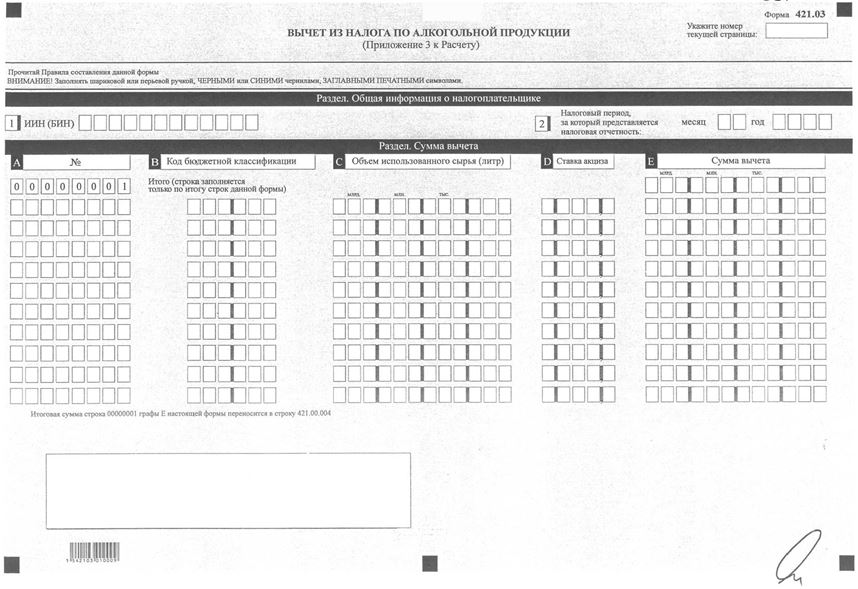 Форма 421.03
ВЫЧЕТ ИЗ НАЛОГА ПО АЛКОГОЛЬНОЙ ПРОДУКЦИИ
(Приложение 3 к Расчету)
Укажите номер
текущей страницы:
Прочитай Правила составления данной формы
ВНИМАНИЕ! Заполнять шариковой или перьевой ручкой, ЧЕРНЫМИ или СИНИМИ чернилами, ЗАГЛАВНЫМИ ПЕЧАТНЫМИ символами.
Раздел. Общая информация о налогоплательщике
1 ИИН (БИН)
2 Налоговый период,
за который представляется
налоговая отчетность:
месяц год
Раздел. Сумма вычета
A № B Код бюджетной классификации C Объем использованного сырья (литр) D Ставка акциза E Сумма вычета
0 0 0 0 0 0 0 1 Итого (строка заполняется
только по итогу строк данной формы)
млрд. млн. тыс.
млрд. млн. тыс.
Итоговая сумма строка 00000001 графы Е настоящей формы переносится в строку 421.00.004
1 542103 010009